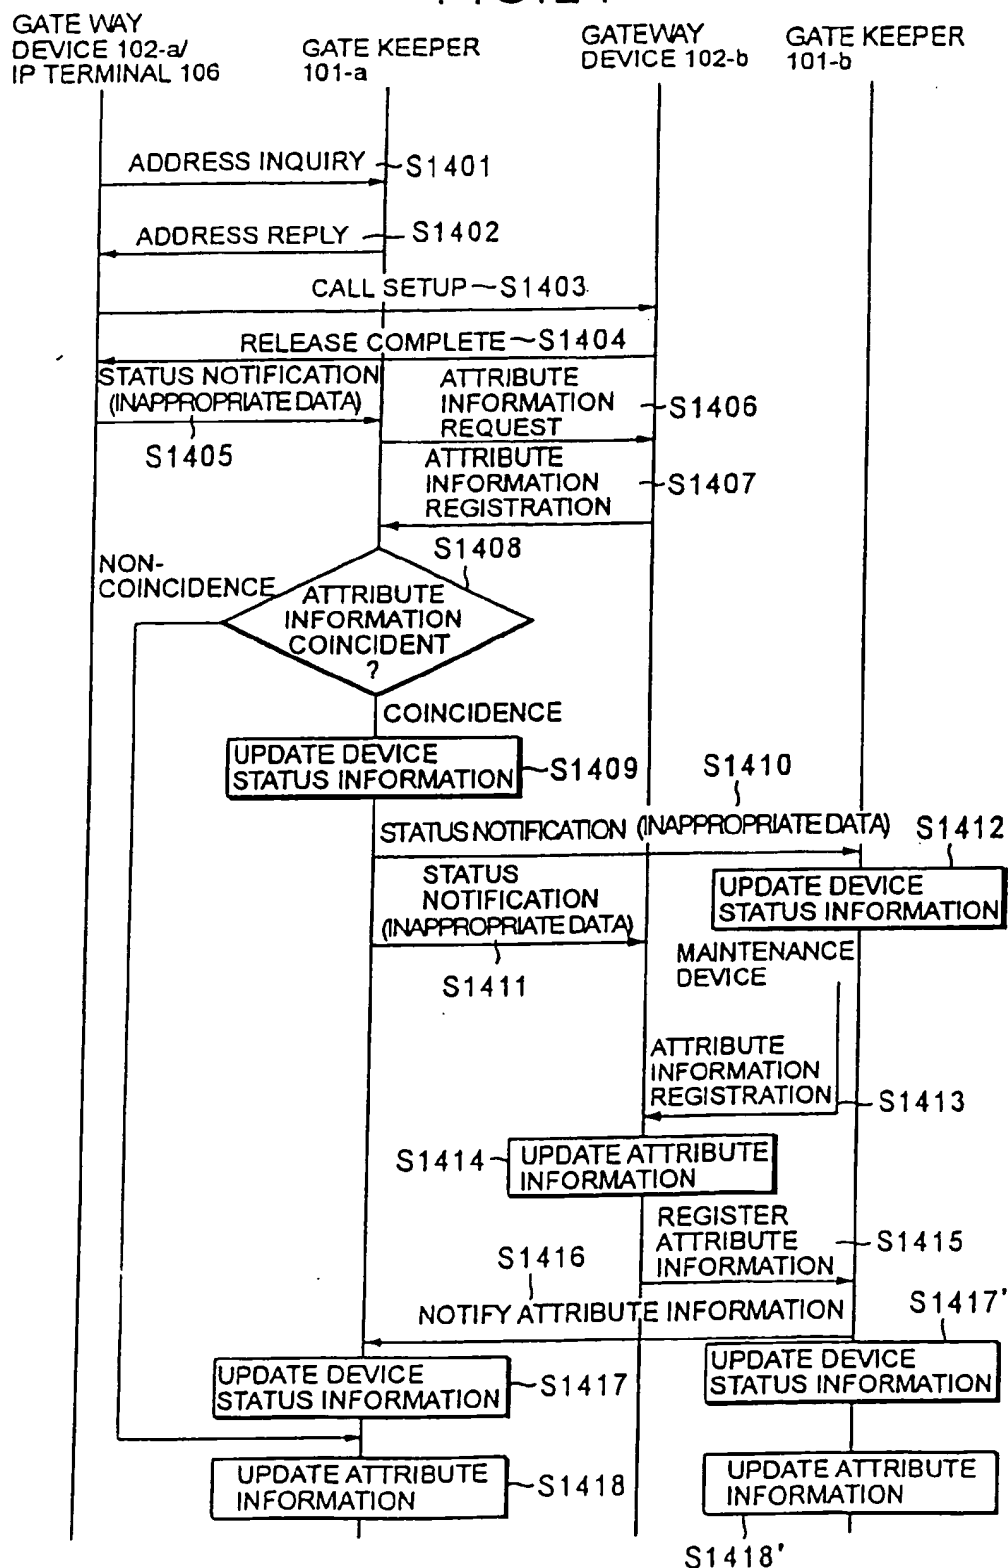 GATE WAY
DEVICE 102-a/
IP TERMINAL 106
GATE KEEPER
101-a
GATEWAY
DEVICE 102-b
GATE KEEPER
101-b
ADDRESS INQUIRY
S1401
ADDRESS REPLY
S1402
CALL SETUP~S1403
RELEASE COMPLETE~S1404
STATUS NOTIFICATION
(INAPPROPRIATE DATA)
S1405
ATTRIBUTE
INFORMATION
REQUEST
S1406
ATTRIBUTE
INFORMATION
REGISTRATION
S1407
S1408
NON-
COINCIDENCE
ATTRIBUTE
INFORMATION
COINCIDENT
?
COINCIDENCE
UPDATE DEVICE
STATUS INFORMATION
S1409
S1410
STATUS NOTIFICATION (INAPPROPRIATE DATA)
S1412
UPDATE DEVICE
STATUS INFORMATION
STATUS
NOTIFICATION
(INAPPROPRIATE DATA)
S1411
MAINTENANCE
DEVICE
ATTRIBUTE
INFORMATION
REGISTRATION
S1413
S1414
UPDATE ATTRIBUTE
INFORMATION
REGISTER
ATTRIBUTE
INFORMATION
S1415
S1416
NOTIFY ATTRIBUTE INFORMATION
S1417'
UPDATE DEVICE
STATUS INFORMATION
S1417
UPDATE DEVICE
STATUS INFORMATION
UPDATE ATTRIBUTE
INFORMATION
S1418
UPDATE ATTRIBUTE
INFORMATION
S1418'